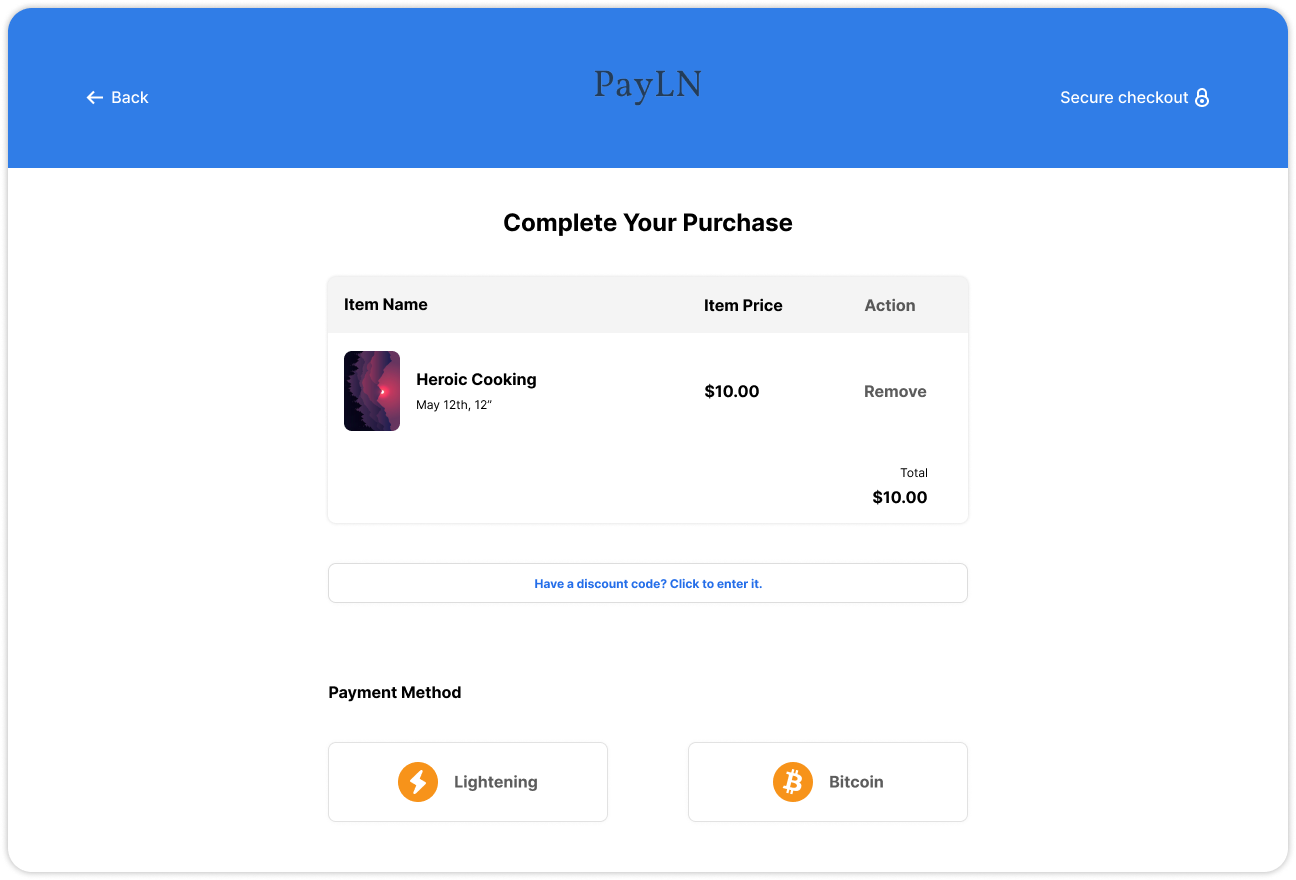 Back
PayLN
Secure checkout
Complete Your Purchase
Item Name Item Price Action
Heroic Cooking
May 12th, 12”
$10.00 Remove
Total
$10.00
Have a discount code? Click to enter it.
Payment Method
Lightening Bitcoin